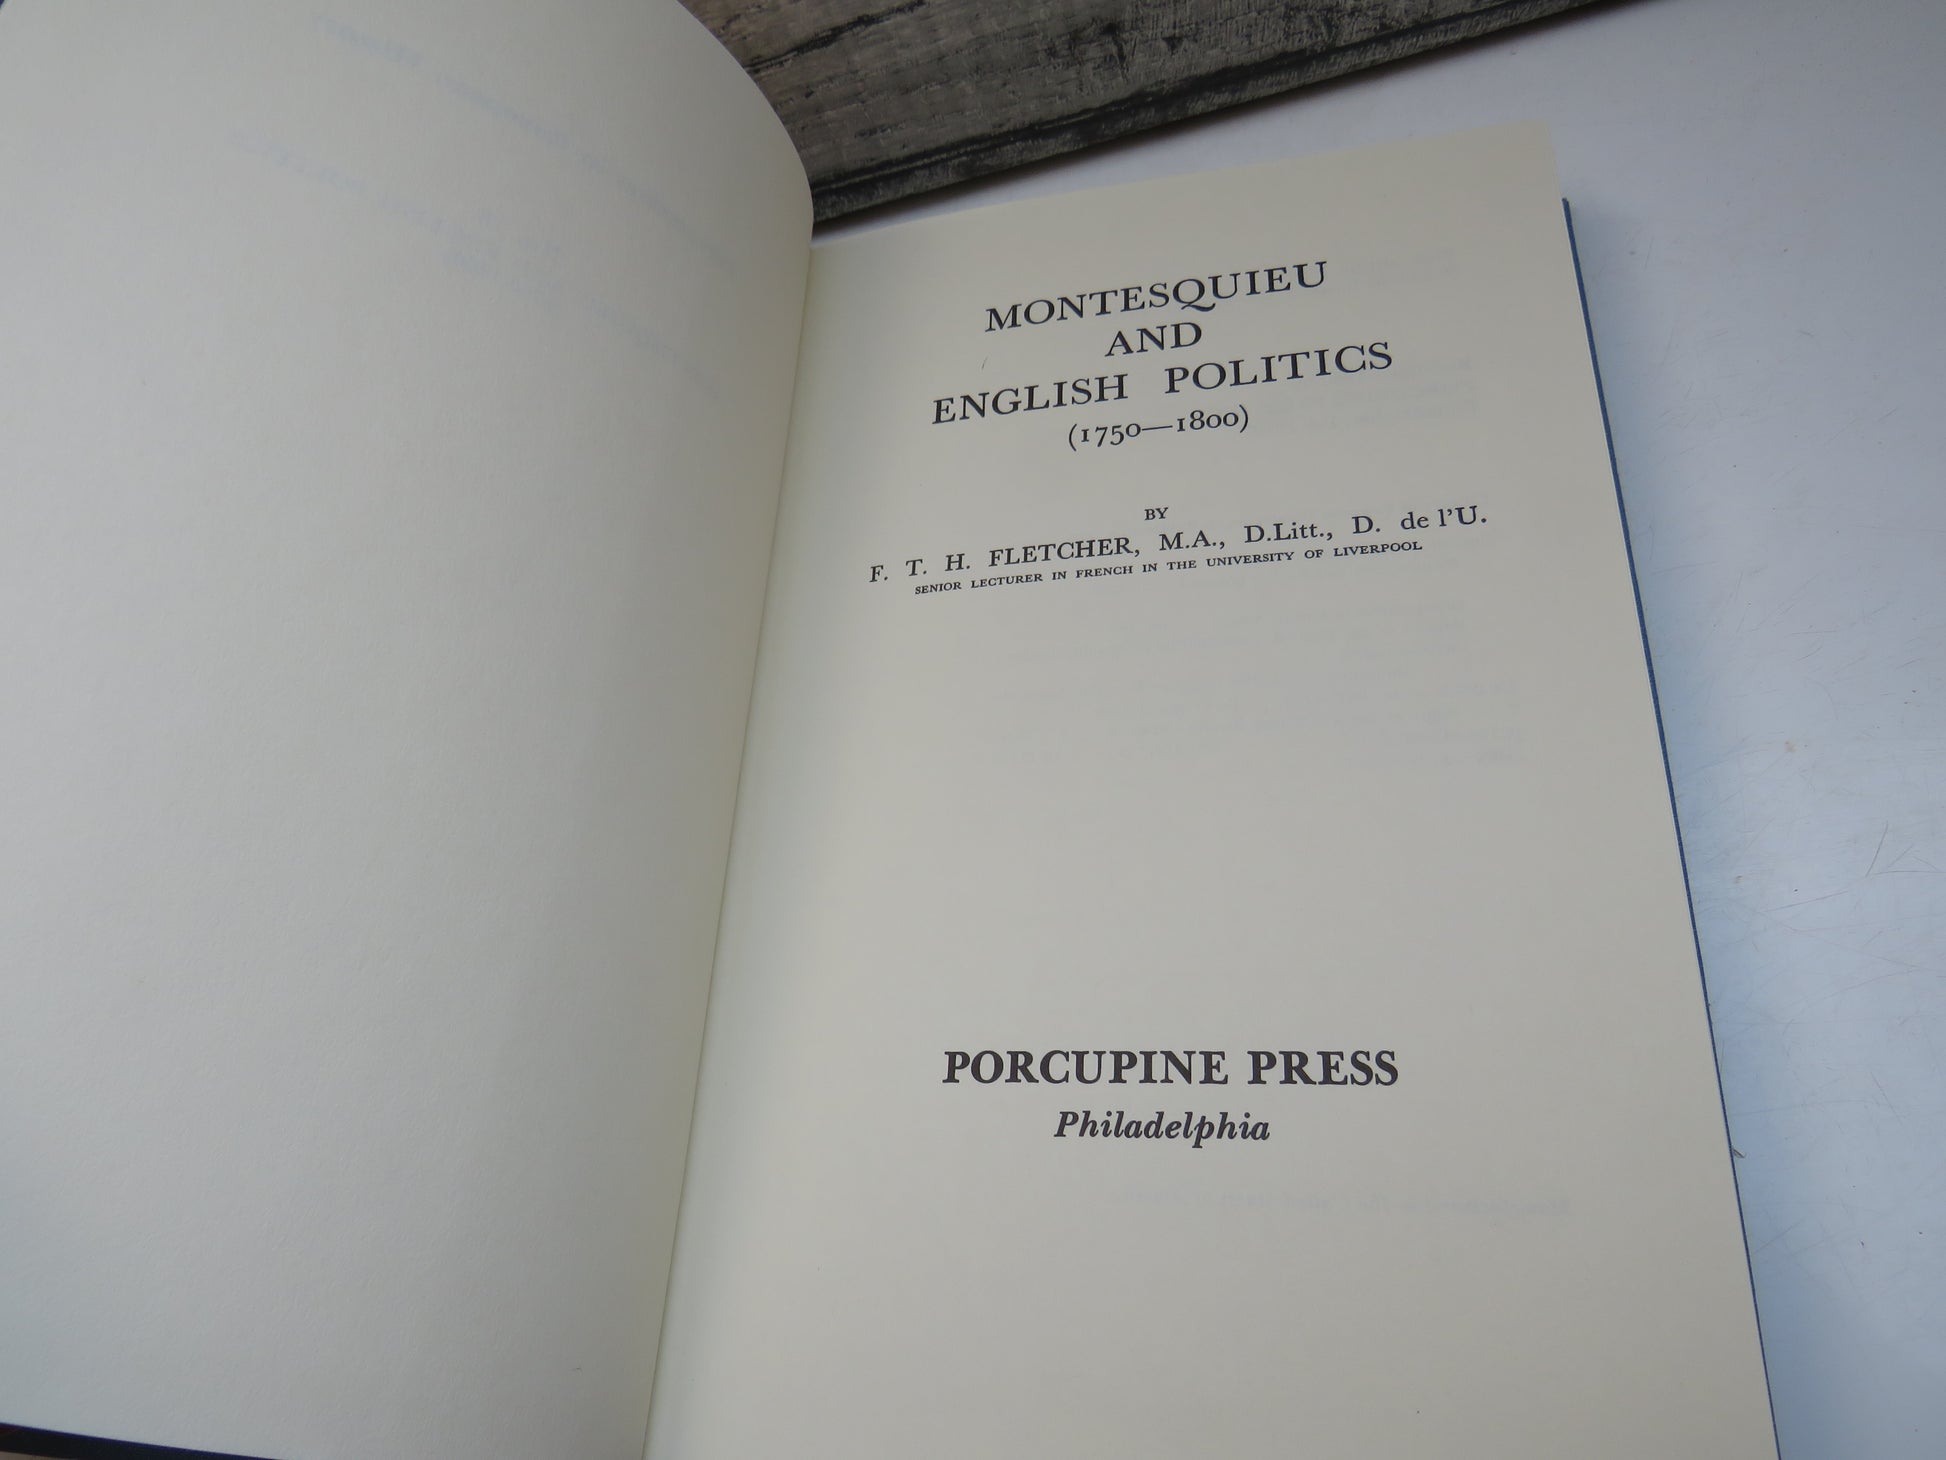 MONTESQUIEU
AND
ENGLISH POLITICS
(1750—1800)
BY
F. T. H. FLETCHER, M.A., D.Litt., D. de l'U.
SENIOR LECTURER IN FRENCH IN THE UNIVERSITY OF LIVERPOOL
PORCUPINE PRESS
Philadelphia